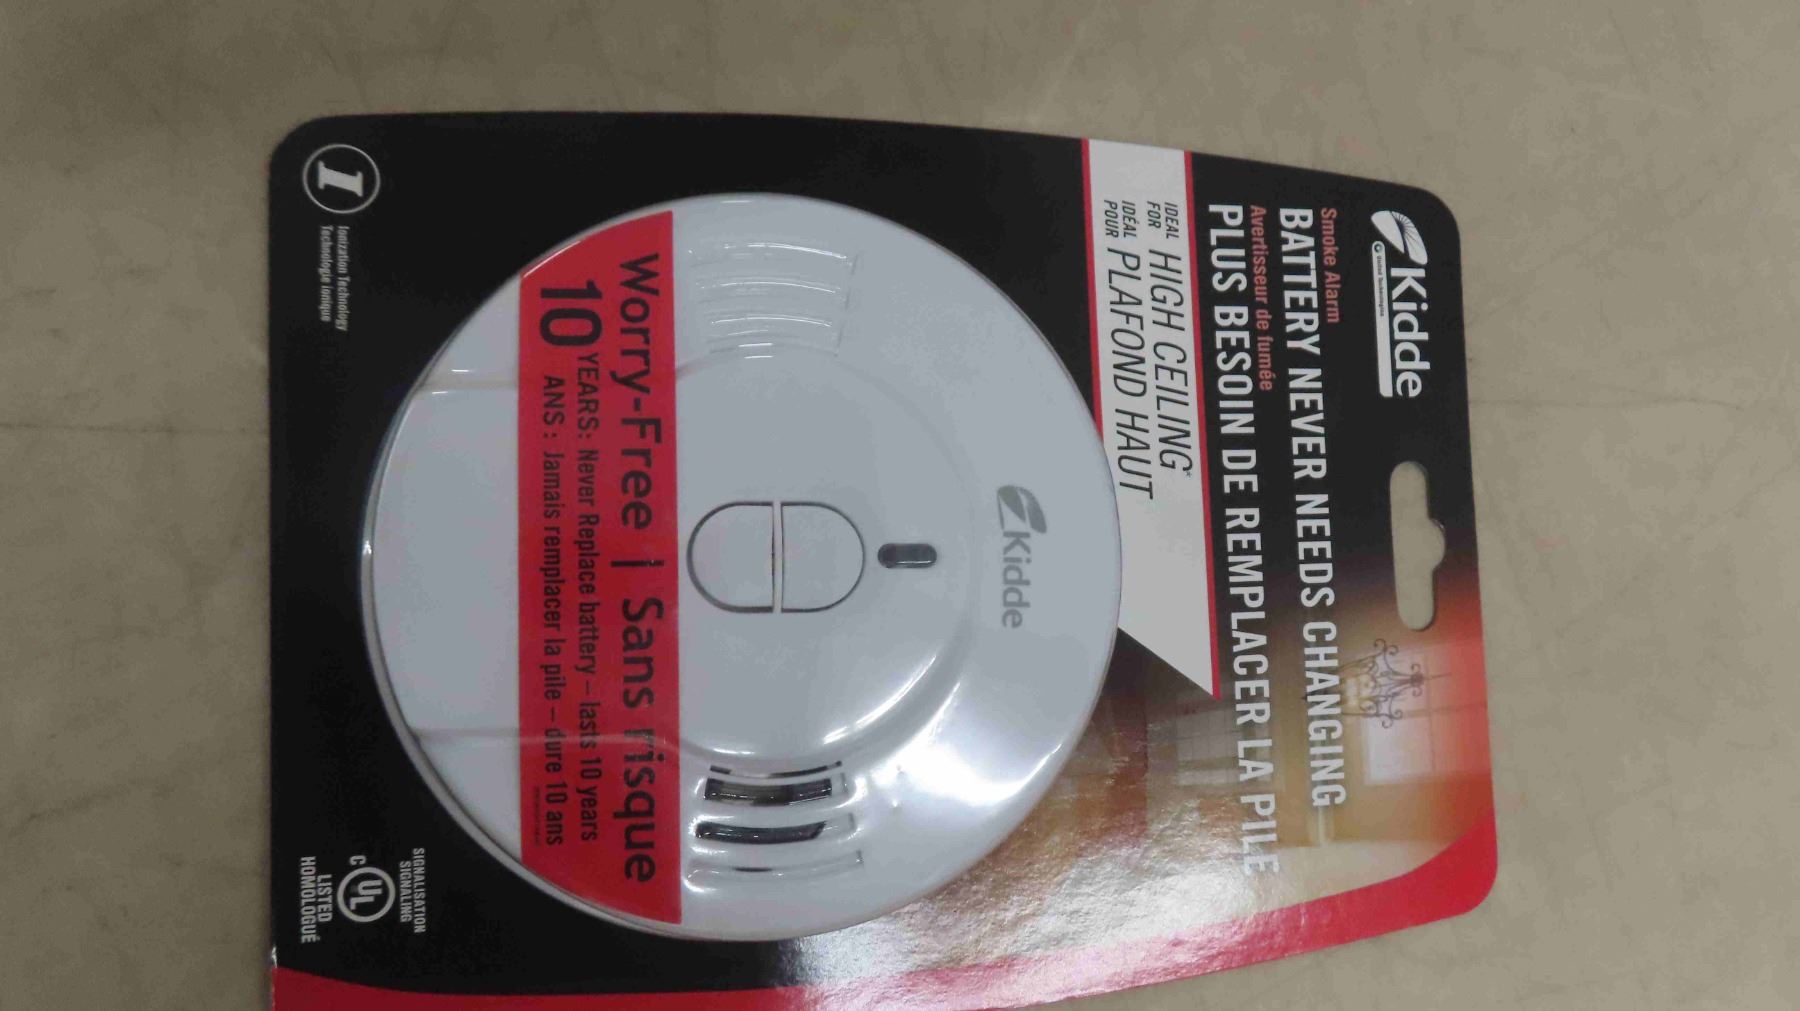 Kidde
United Technologies
Smoke Alarm
BATTERY NEVER NEEDS CHANGING
Avertisseur de fumée
PLUS BESOIN DE REMPLACER LA PILE
IDEAL FOR HIGH CEILING*
IDÉAL POUR PLAFOND HAUT
Kidde
Worry-Free | Sans risque
10 YEARS: Never Replace battery – lasts 10 years
ANS : Jamais remplacer la pile – dure 10 ans
I
Ionization Technology
Technologie ionique
SIGNALISATION
SIGNALING
C UL
LISTED
HOMOLOGUÉ